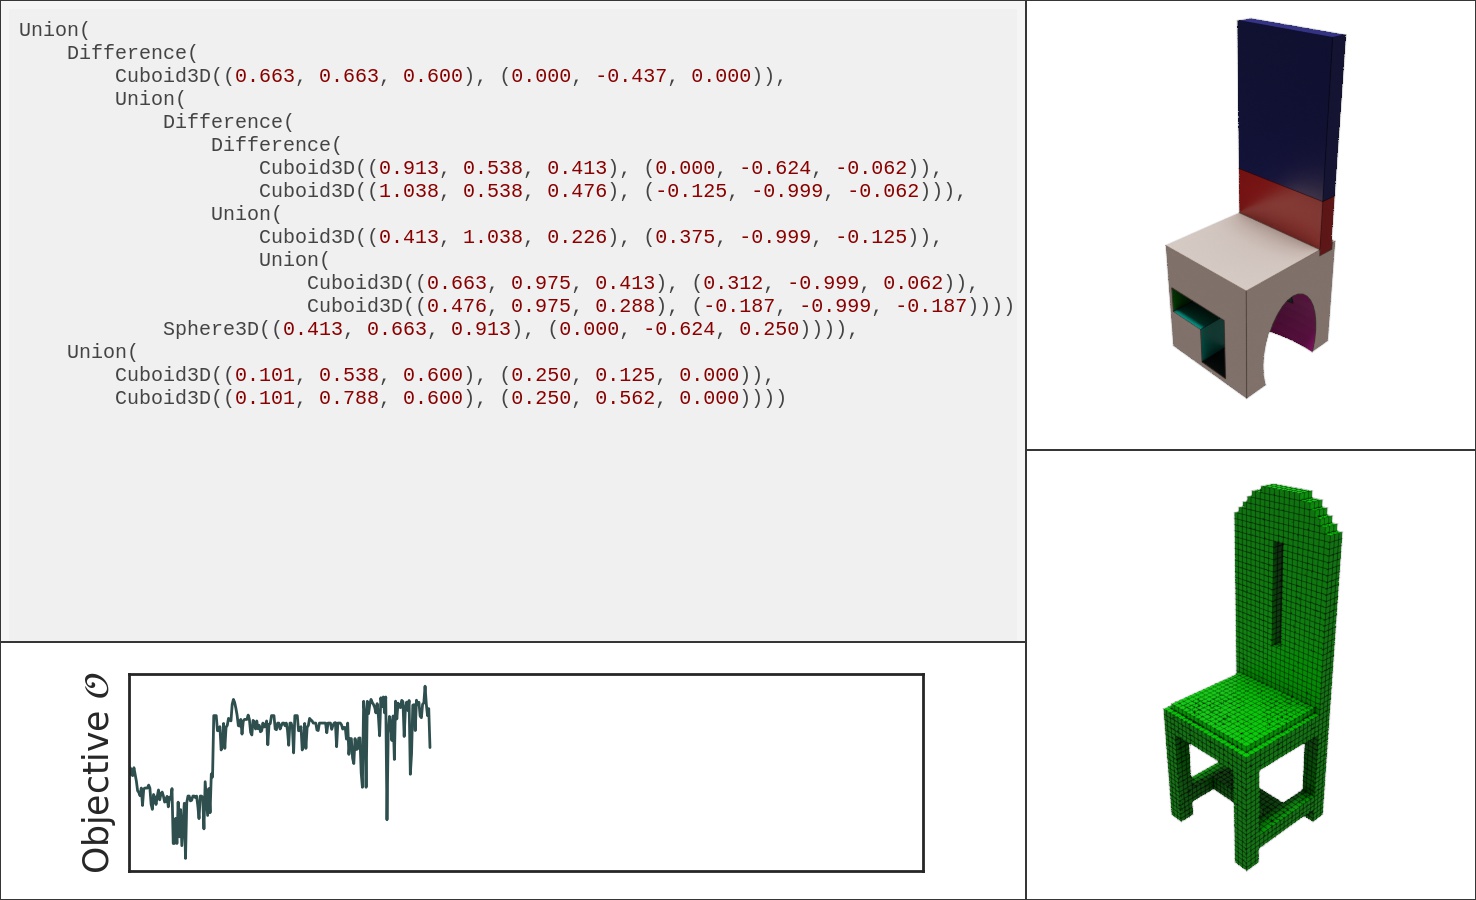 Union(
    Difference(
        Cuboid3D((0.663, 0.663, 0.600), (0.000, -0.437, 0.000)),
        Union(
            Difference(
                Difference(
                    Cuboid3D((0.913, 0.538, 0.413), (0.000, -0.624, -0.062)),
                    Cuboid3D((1.038, 0.538, 0.476), (-0.125, -0.999, -0.062))),
                Union(
                    Cuboid3D((0.413, 1.038, 0.226), (0.375, -0.999, -0.125)),
                    Union(
                        Cuboid3D((0.663, 0.975, 0.413), (0.312, -0.999, 0.062)),
                        Cuboid3D((0.476, 0.975, 0.288), (-0.187, -0.999, -0.187))))
            Sphere3D((0.413, 0.663, 0.913), (0.000, -0.624, 0.250)))),
    Union(
        Cuboid3D((0.101, 0.538, 0.600), (0.250, 0.125, 0.000)),
        Cuboid3D((0.101, 0.788, 0.600), (0.250, 0.562, 0.000))))
Objective 𝒪